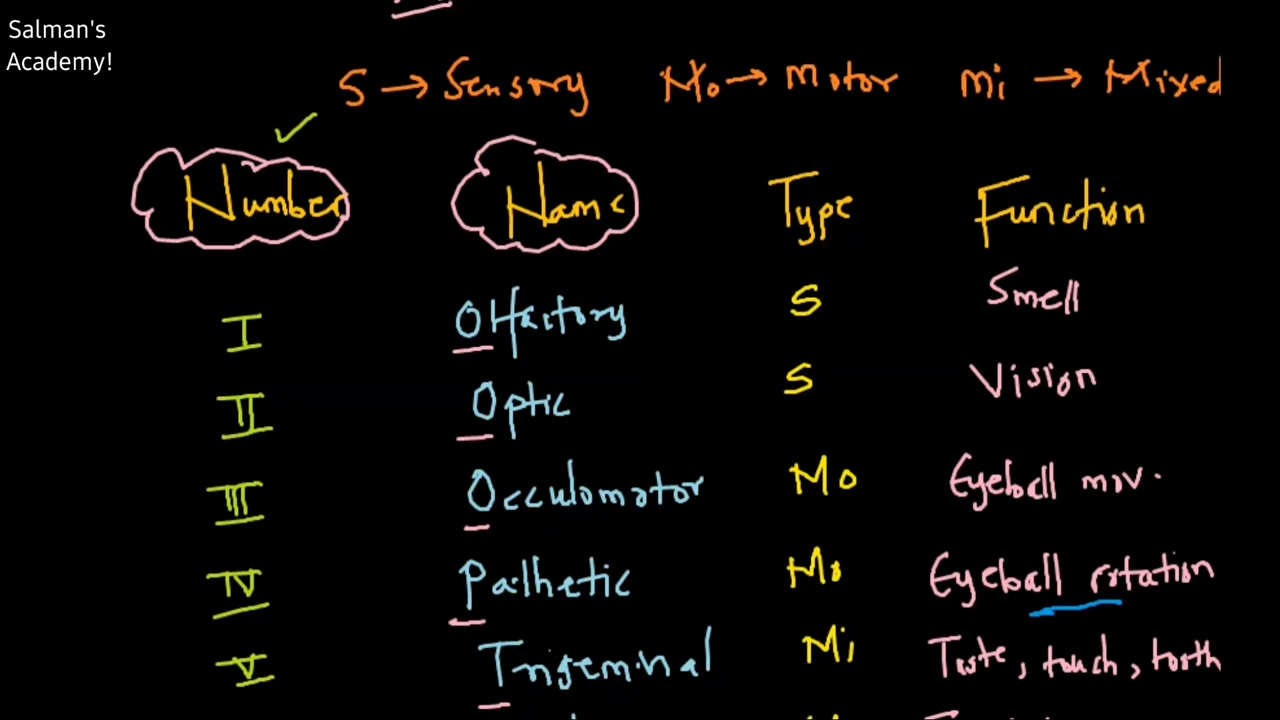 Salman's
Academy!
S → Sensory Mo → Motor Mi → Mixed
Number Name Type Function
I Olfactory S Smell
II Optic S Vision
III Occulomotor Mo Eyeball mov.
IV Pathetic Mo Eyeball rotation
V Trigeminal Mi Taste, touch, tooth